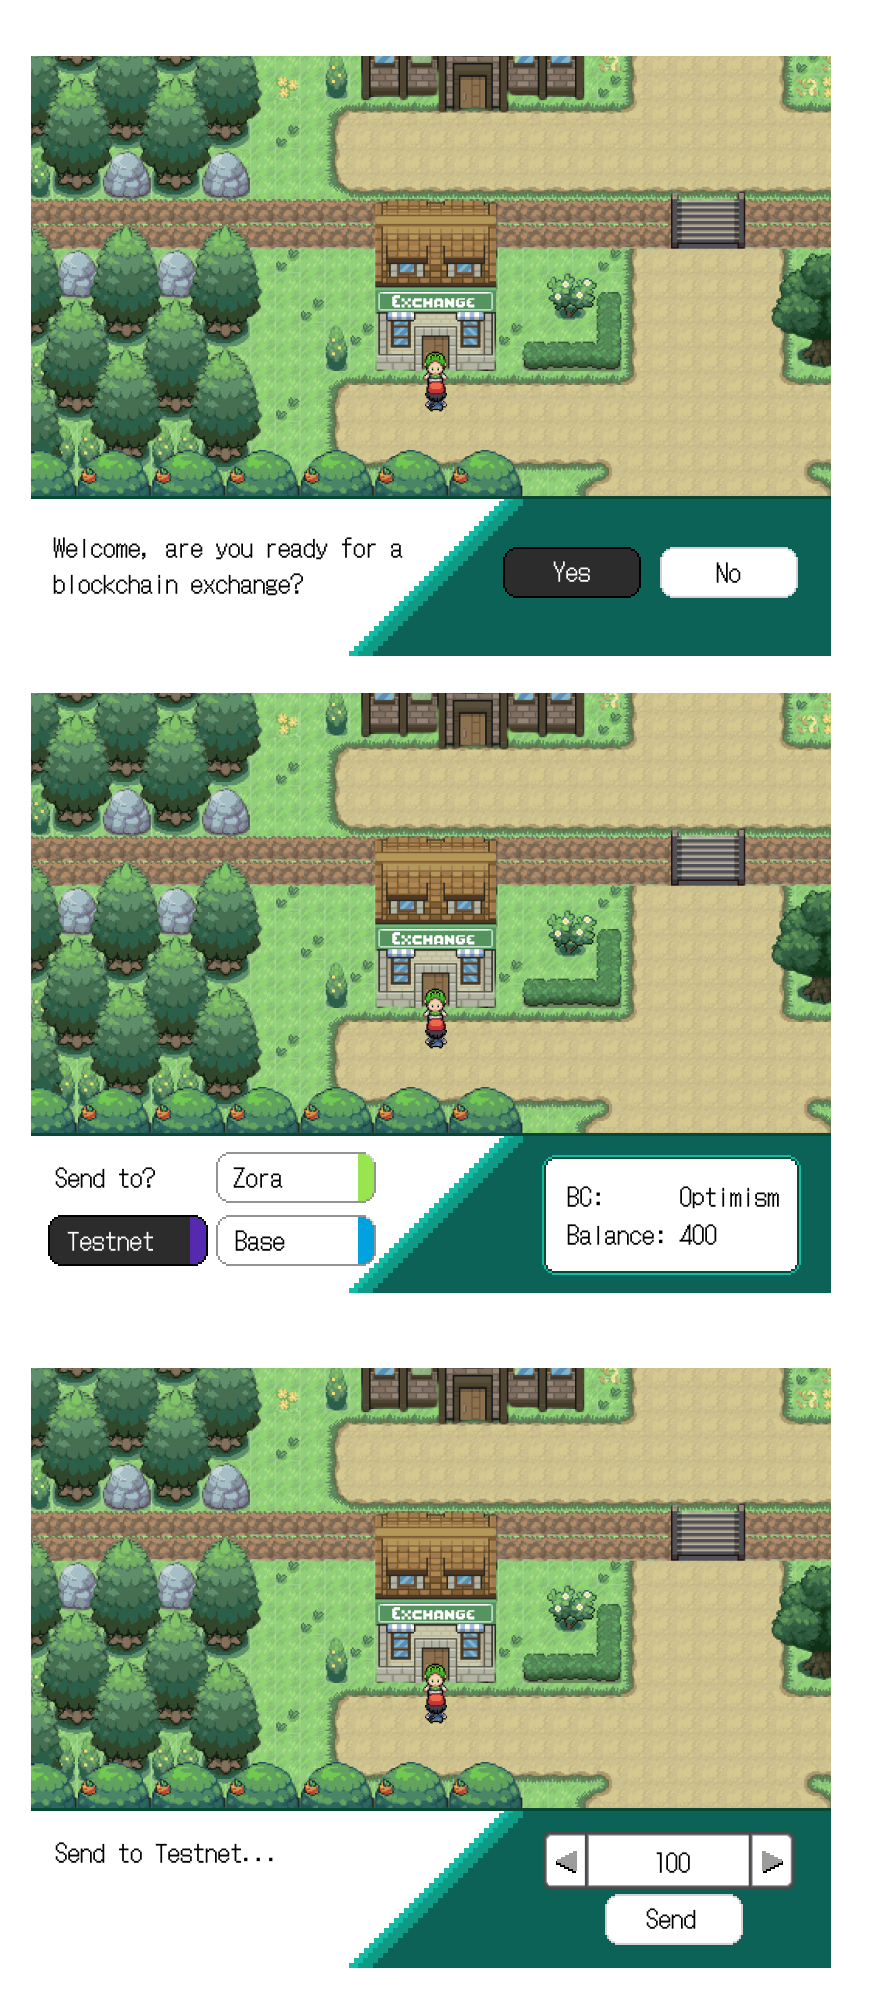 EXCHANGE
Welcome, are you ready for a
blockchain exchange?
Yes
No
EXCHANGE
Send to?
Zora
Testnet
Base
BC: Optimism
Balance: 400
EXCHANGE
Send to Testnet...
100
Send